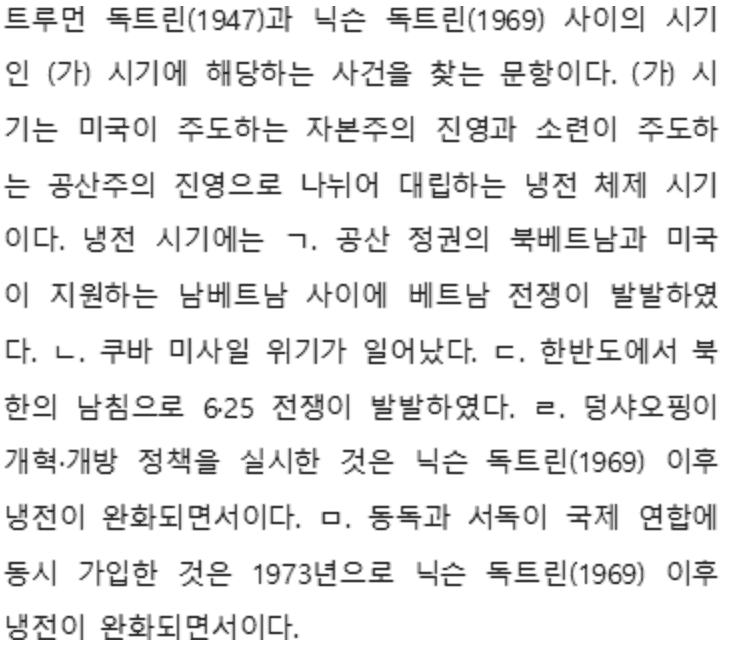 트루먼 독트린(1947)과 닉슨 독트린(1969) 사이의 시기
인 (가) 시기에 해당하는 사건을 찾는 문항이다. (가) 시
기는 미국이 주도하는 자본주의 진영과 소련이 주도하
는 공산주의 진영으로 나뉘어 대립하는 냉전 체제 시기
이다. 냉전 시기에는 ㄱ. 공산 정권의 북베트남과 미국
이 지원하는 남베트남 사이에 베트남 전쟁이 발발하였
다. ㄴ. 쿠바 미사일 위기가 일어났다. ㄷ. 한반도에서 북
한의 남침으로 6·25 전쟁이 발발하였다. ㄹ. 덩샤오핑이
개혁·개방 정책을 실시한 것은 닉슨 독트린(1969) 이후
냉전이 완화되면서이다. ㅁ. 동독과 서독이 국제 연합에
동시 가입한 것은 1973년으로 닉슨 독트린(1969) 이후
냉전이 완화되면서이다.